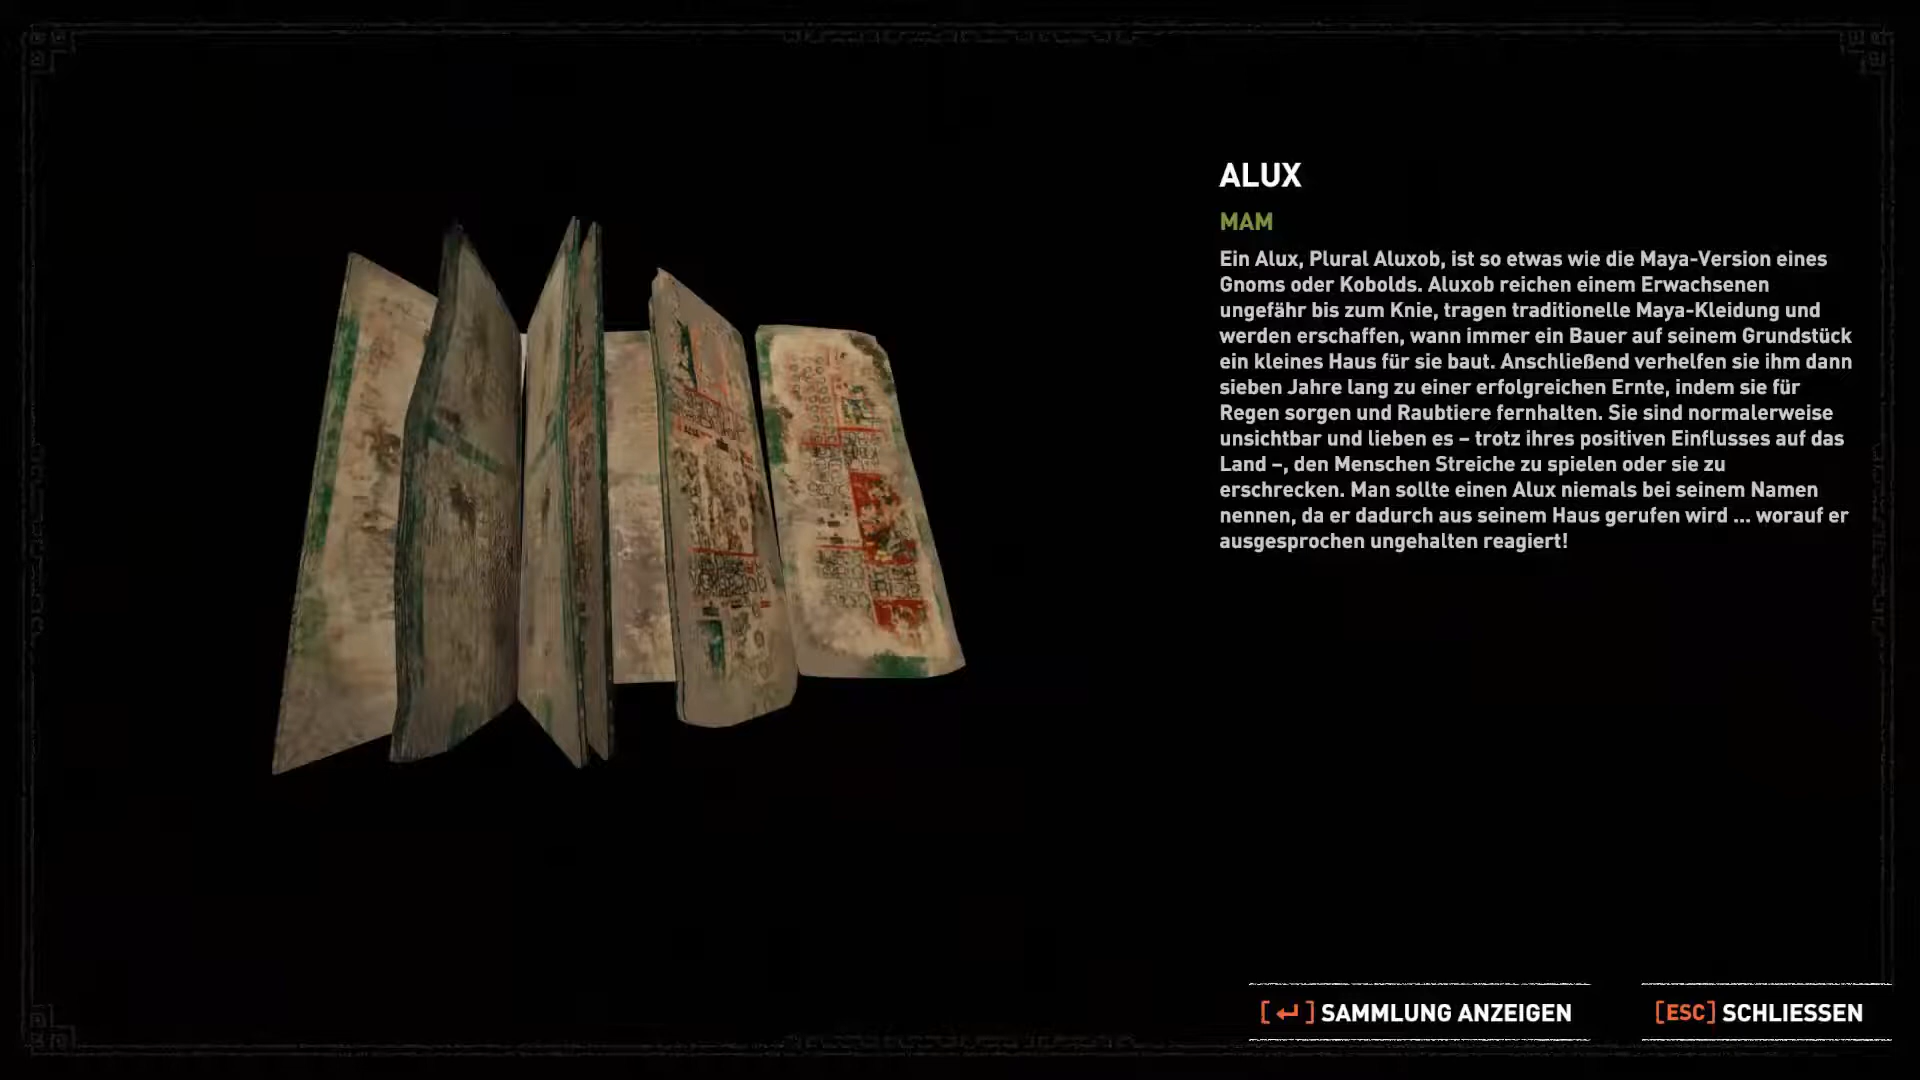 ALUX
MAM
Ein Alux, Plural Aluxob, ist so etwas wie die Maya-Version eines
Gnoms oder Kobolds. Aluxob reichen einem Erwachsenen
ungefähr bis zum Knie, tragen traditionelle Maya-Kleidung und
werden erschaffen, wann immer ein Bauer auf seinem Grundstück
ein kleines Haus für sie baut. Anschließend verhelfen sie ihm dann
sieben Jahre lang zu einer erfolgreichen Ernte, indem sie für
Regen sorgen und Raubtiere fernhalten. Sie sind normalerweise
unsichtbar und lieben es – trotz ihres positiven Einflusses auf das
Land –, den Menschen Streiche zu spielen oder sie zu
erschrecken. Man sollte einen Alux niemals bei seinem Namen
nennen, da er dadurch aus seinem Haus gerufen wird ... worauf er
ausgesprochen ungehalten reagiert!
[↵] SAMMLUNG ANZEIGEN [ESC] SCHLIESSEN